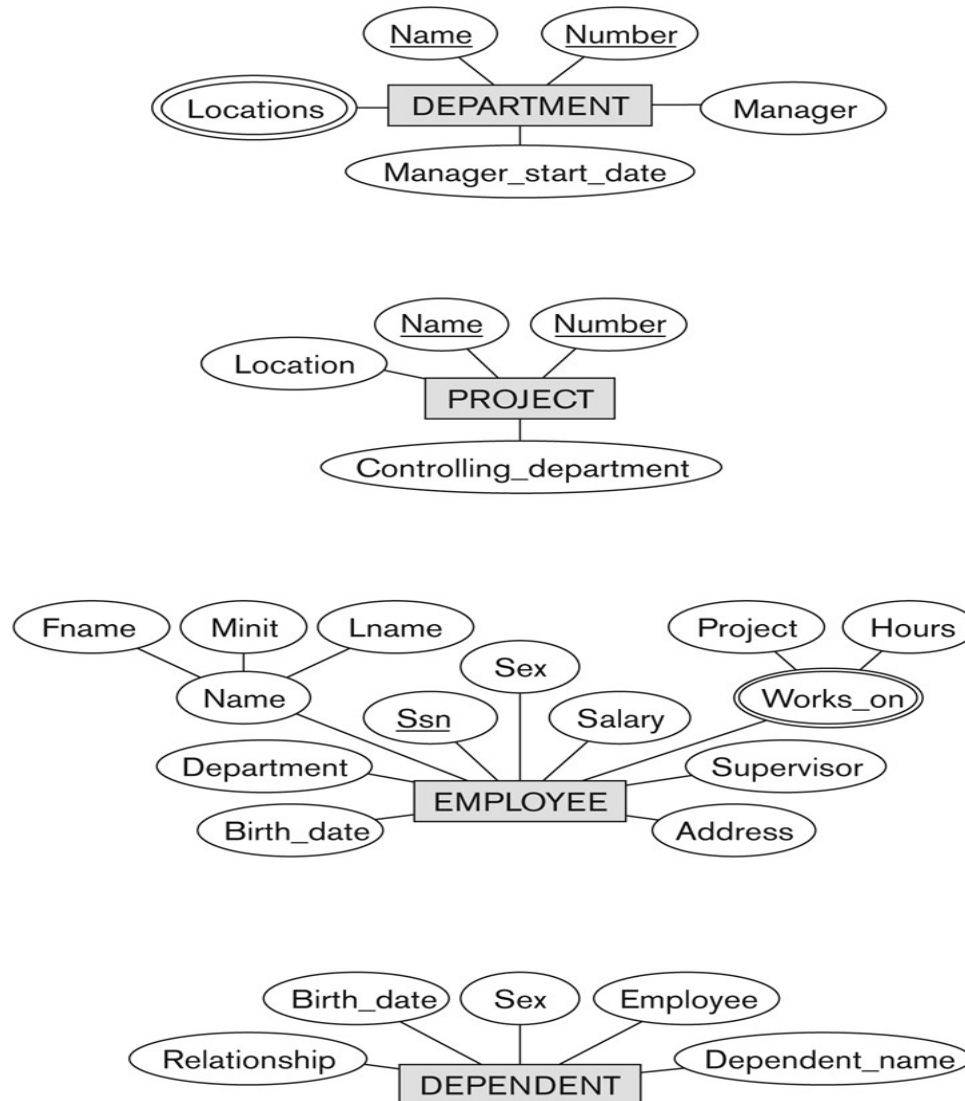 Name Number
Locations DEPARTMENT Manager
Manager_start_date
Name Number
Location
PROJECT
Controlling_department
Fname Minit Lname Project Hours
Sex
Name Works_on
Ssn Salary
Department Supervisor
EMPLOYEE
Birth_date Address
Birth_date Sex Employee
Relationship Dependent_name
DEPENDENT